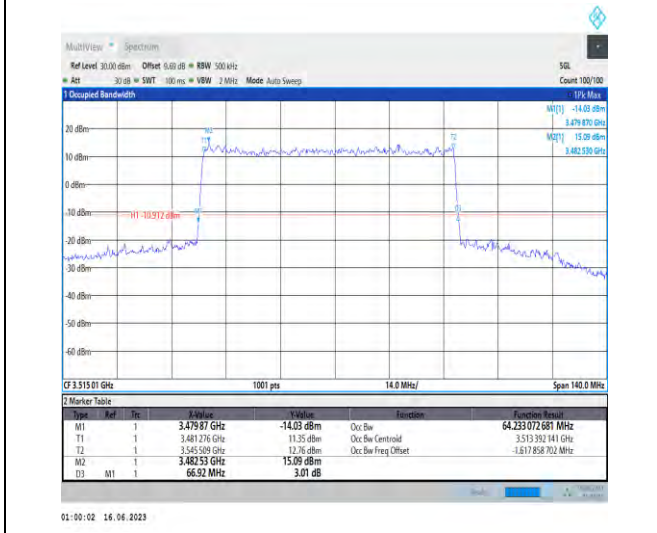 MultiView Spectrum
Ref Level 30.00 dBm Offset 0.69 dB RBW 500 kHz SGL
Att 30 dB SWT 100 ms VBW 2 MHz Mode Auto Sweep Count 100/100
1 Occupied Bandwidth 1Pk Max
M1[1] -14.03 dBm
3.479 870 GHz
20 dBm M2 T2 M2[1] 15.09 dBm
T1 3.482 530 GHz
10 dBm
0 dBm
-10 dBm H1 -10.912 dBm M1 D3
-20 dBm
-30 dBm
-40 dBm
-50 dBm
-60 dBm
CF 3.515 01 GHz 1001 pts 14.0 MHz/ Span 140.0 MHz
2 Marker Table
Type Ref Trc X-Value Y-Value Function Function Result
M1 1 3.479 87 GHz -14.03 dBm Occ Bw 64.233 072 681 MHz
T1 1 3.481 276 GHz 11.35 dBm Occ Bw Centroid 3.513 392 141 GHz
T2 1 3.545 509 GHz 12.76 dBm Occ Bw Freq Offset -1.617 858 702 MHz
M2 1 3.482 53 GHz 15.09 dBm
D3 M1 1 66.92 MHz 3.01 dB
01:00:02 16.06.2023